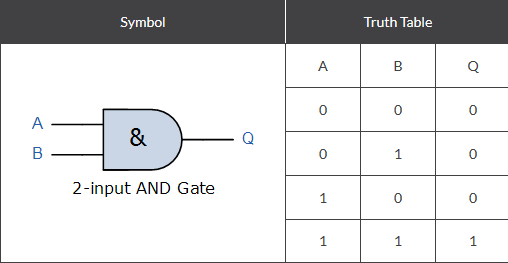 Symbol Truth Table
A B Q
0 0 0
0 1 0
1 0 0
1 1 1
A
B
&
Q
2-input AND Gate